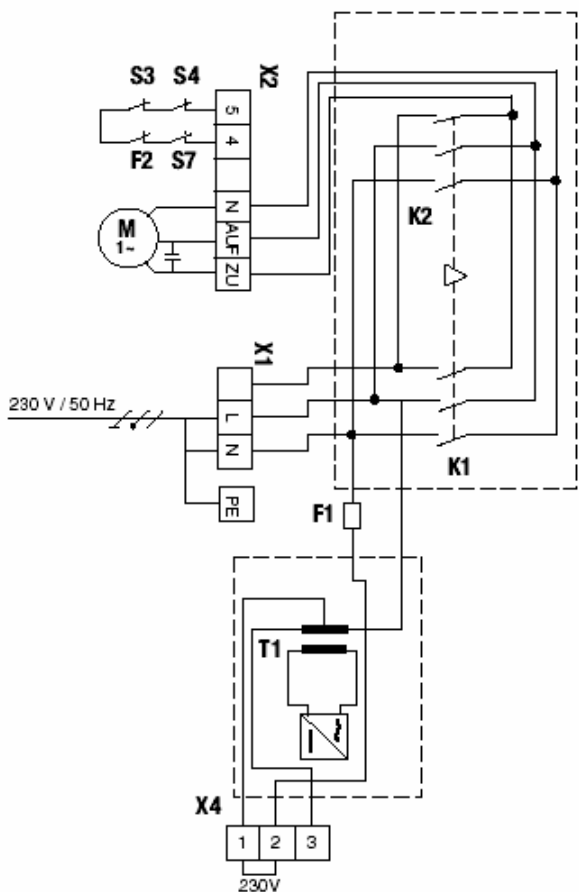 S3 S4
X2
5
4
F2 S7
N
AUF
ZU
M
1~
K2
X1
230 V / 50 Hz
L
N
K1
PE
F1
T1
X4
1 2 3
230V